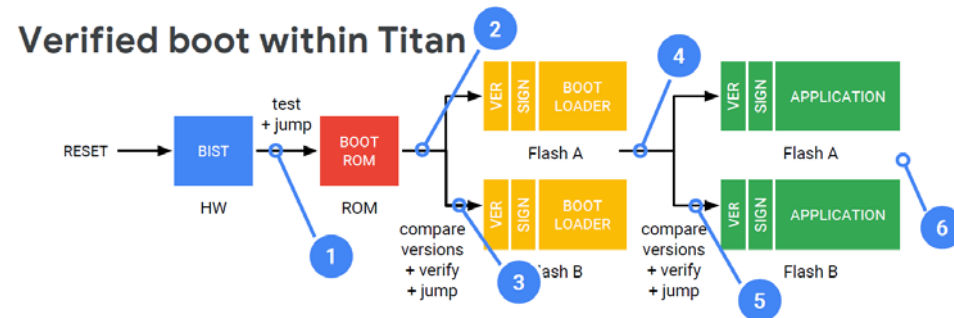 Verified boot within Titan
RESET
BIST
HW
test
+ jump
1
BOOT
ROM
ROM
2
VER
SIGN
BOOT
LOADER
Flash A
VER
SIGN
BOOT
LOADER
compare
versions
+ verify
+ jump
3
4
VER
SIGN
APPLICATION
Flash A
VER
SIGN
APPLICATION
compare
versions
+ verify
+ jump
5
Flash B
6